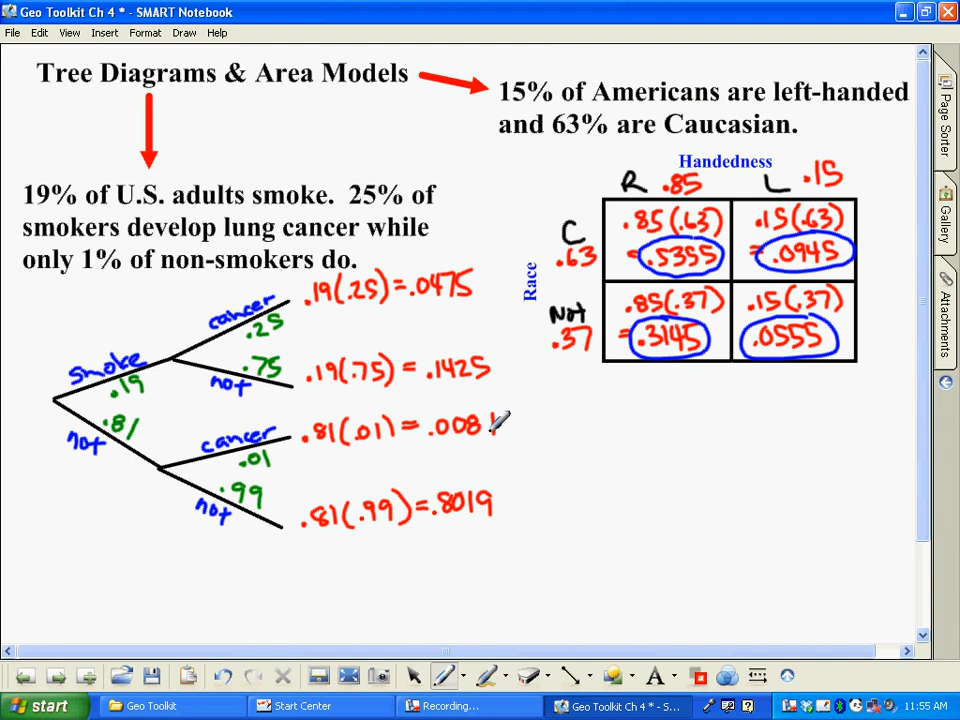 Geo Toolkit Ch 4 * - SMART Notebook
File Edit View Insert Format Draw Help
Tree Diagrams & Area Models
15% of Americans are left-handed
and 63% are Caucasian.
19% of U.S. adults smoke. 25% of
smokers develop lung cancer while
only 1% of non-smokers do.
Handedness
R .85 L .15
Race
C .63
.85(.63) = .5355
.15(.63) = .0945
Not .37
.85(.37) = .3145
.15(.37)
.0555
smoke .19
cancer .25
.19(.25)=.0475
.75 not
.19(.75) = .1425
.81 not
cancer .01
.81(.01) = .0081
.99 not
.81(.99)=.8019
Page Sorter
Gallery
Attachments
start
Geo Toolkit
Start Center
Recording...
Geo Toolkit Ch 4 * - S...
11:55 AM